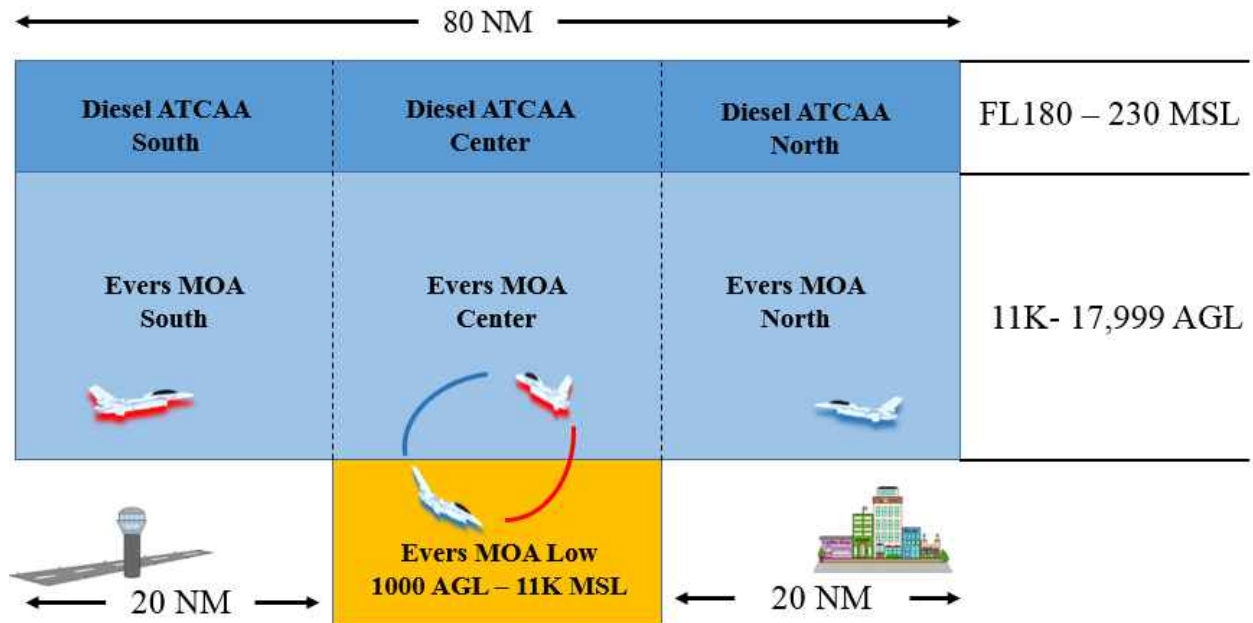 80 NM
Diesel ATCAA
South
Diesel ATCAA
Center
Diesel ATCAA
North
FL180 – 230 MSL
Evers MOA
South
Evers MOA
Center
Evers MOA
North
11K- 17,999 AGL
Evers MOA Low
1000 AGL – 11K MSL
20 NM
20 NM